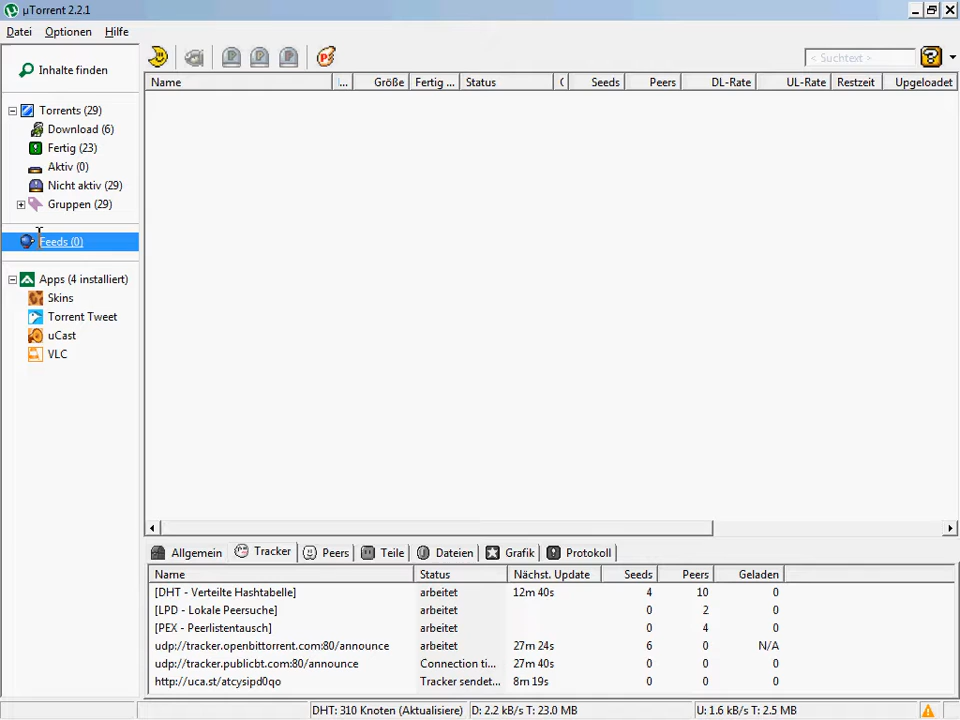 µTorrent 2.2.1
Datei Optionen Hilfe
Inhalte finden
< Suchtext >
Torrents (29)
Download (6)
Fertig (23)
Aktiv (0)
Nicht aktiv (29)
Gruppen (29)
Feeds (0)
Apps (4 installiert)
Skins
Torrent Tweet
uCast
VLC
Name ... Größe Fertig ... Status ( Seeds Peers DL-Rate UL-Rate Restzeit Upgeloadet
Allgemein Tracker Peers Teile Dateien Grafik Protokoll
Name Status Nächst. Update Seeds Peers Geladen
[DHT - Verteilte Hashtabelle] arbeitet 12m 40s 4 10 0
[LPD - Lokale Peersuche] arbeitet 0 2 0
[PEX - Peerlistentausch] arbeitet 0 4 0
udp://tracker.openbittorrent.com:80/announce arbeitet 27m 24s 6 0 N/A
udp://tracker.publicbt.com:80/announce Connection ti... 27m 40s 0 0 0
http://uca.st/atcysipd0qo Tracker sendet... 8m 19s 0 0 0
DHT: 310 Knoten (Aktualisiere) D: 2.2 kB/s T: 23.0 MB U: 1.6 kB/s T: 2.5 MB